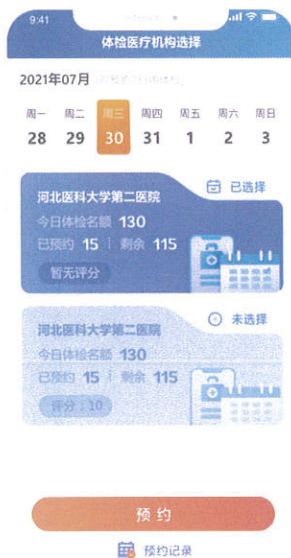 9:41
体检医疗机构选择
2021年07月
周一 周二 周三 周四 周五 周六 周日
28 29 30 31 1 2 3
河北医科大学第二医院
已选择
今日体检名额 130
已预约 15 | 剩余 115
暂无评分
河北医科大学第二医院
未选择
今日体检名额 130
已预约 15 | 剩余 115
评分：10
预约
预约记录